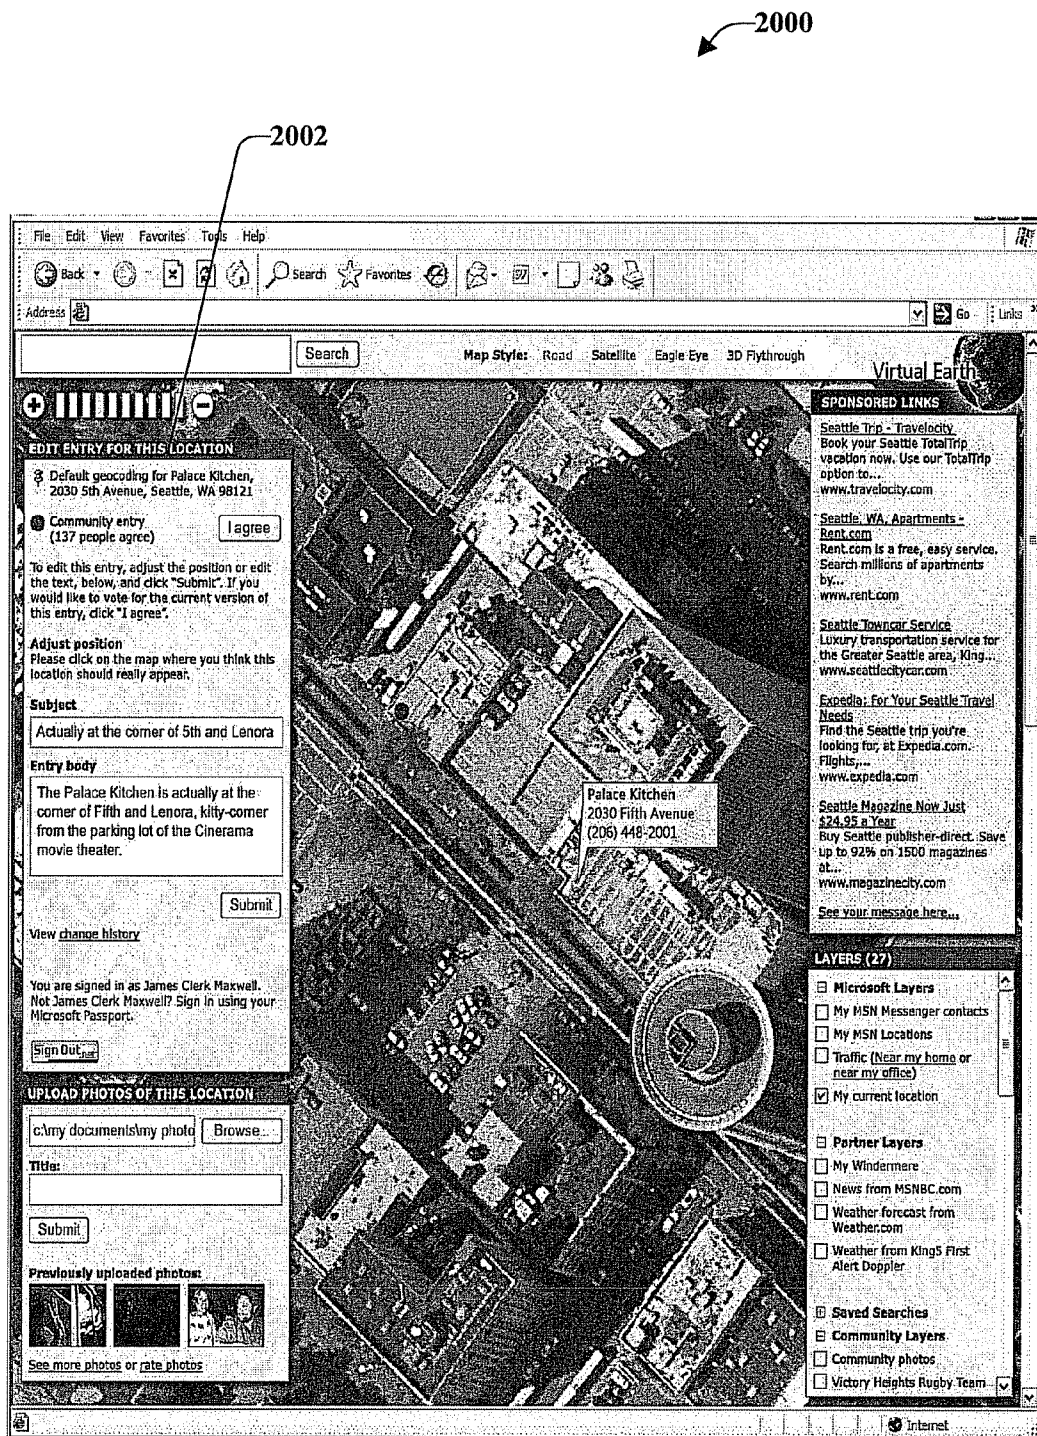 2000
2002
File Edit View Favorites Tools Help
Back Search Favorites
Address Go Links
Search Map Style: Road Satellite Eagle Eye 3D Flythrough
Virtual Earth
EDIT ENTRY FOR THIS LOCATION
Default geocoding for Palace Kitchen,
2030 5th Avenue, Seattle, WA 98121
Community entry
(137 people agree)
I agree
To edit this entry, adjust the position or edit
the text, below, and click "Submit". If you
would like to vote for the current version of
this entry, click "I agree".
Adjust position
Please click on the map where you think this
location should really appear.
Subject
Actually at the corner of 5th and Lenora
Entry body
The Palace Kitchen is actually at the
corner of Fifth and Lenora, kitty-corner
from the parking lot of the Cinerama
movie theater.
Submit
View change history
You are signed in as James Clerk Maxwell.
Not James Clerk Maxwell? Sign in using your
Microsoft Passport.
Sign Out.net
UPLOAD PHOTOS OF THIS LOCATION
c:\my documents\my photo Browse...
Title:
Submit
Previously uploaded photos:
See more photos or rate photos
Palace Kitchen
2030 Fifth Avenue
(206) 448-2001
SPONSORED LINKS
Seattle Trip - Travelocity
Book your Seattle TotalTrip
vacation now. Use our TotalTrip
option to...
www.travelocity.com
Seattle, WA, Apartments -
Rent.com
Rent.com is a free, easy service.
Search millions of apartments
by...
www.rent.com
Seattle Towncar Service
Luxury transportation service for
the Greater Seattle area, King...
www.seattlecitycar.com
Expedia: For Your Seattle Travel
Needs
Find the Seattle trip you're
looking for, at Expedia.com.
Flights,...
www.expedia.com
Seattle Magazine Now Just
$24.95 a Year
Buy Seattle publisher-direct. Save
up to 92% on 1500 magazines
at...
www.magazinecity.com
See your message here...
LAYERS (27)
Microsoft Layers
My MSN Messenger contacts
My MSN Locations
Traffic (Near my home or
near my office)
My current location
Partner Layers
My Windermere
News from MSNBC.com
Weather forecast from
Weather.com
Weather from King5 First
Alert Doppler
Saved Searches
Community Layers
Community photos
Victory Heights Rugby Team
Internet